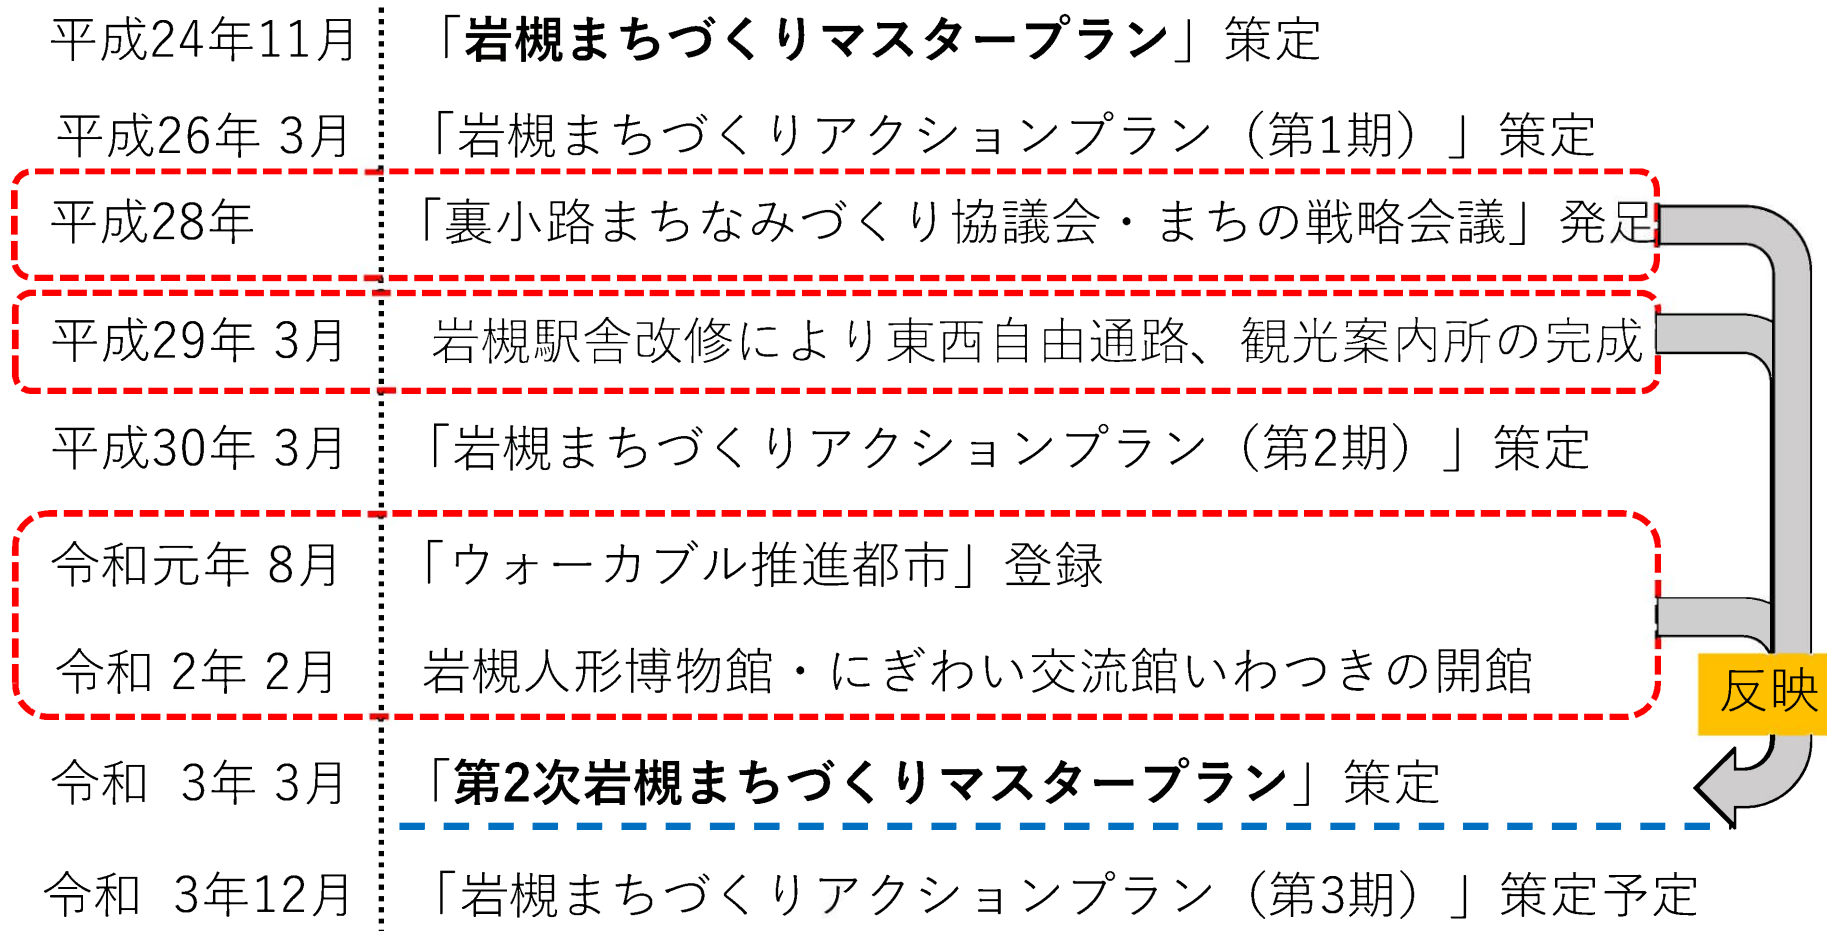 平成24年11月 「岩槻まちづくりマスタープラン」策定
平成26年 3月 「岩槻まちづくりアクションプラン（第1期）」策定
平成28年 「裏小路まちなみづくり協議会・まちの戦略会議」発足
平成29年 3月 岩槻駅舎改修により東西自由通路、観光案内所の完成
平成30年 3月 「岩槻まちづくりアクションプラン（第2期）」策定
令和元年 8月 「ウォーカブル推進都市」登録
令和 2年 2月 岩槻人形博物館・にぎわい交流館いわつきの開館
反映
令和 3年 3月 「第2次岩槻まちづくりマスタープラン」策定
令和 3年12月 「岩槻まちづくりアクションプラン（第3期）」策定予定